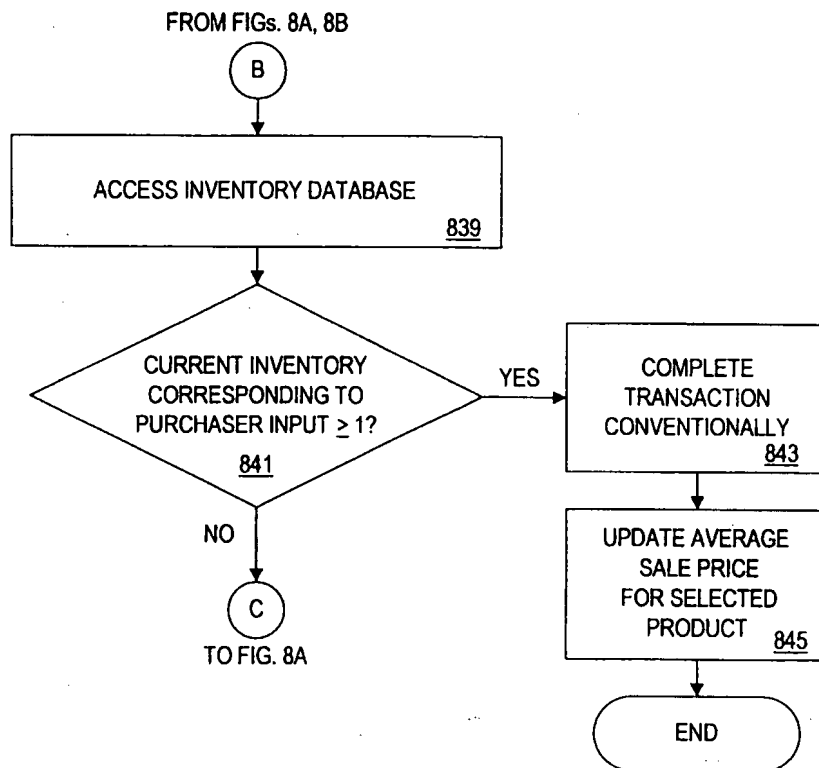 FROM FIGs. 8A, 8B
B
ACCESS INVENTORY DATABASE
839
CURRENT INVENTORY
CORRESPONDING TO
PURCHASER INPUT ≥ 1?
841
YES
COMPLETE
TRANSACTION
CONVENTIONALLY
843
NO
C
TO FIG. 8A
UPDATE AVERAGE
SALE PRICE
FOR SELECTED
PRODUCT
845
END